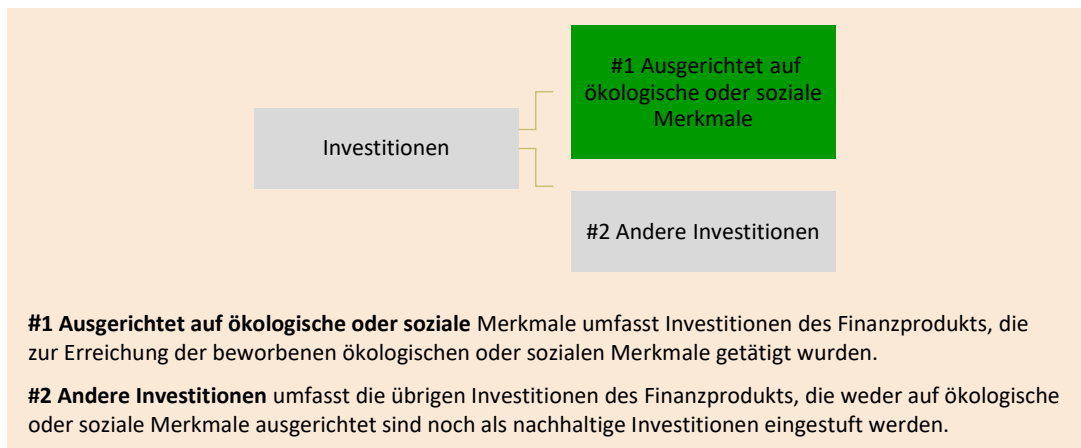 #1 Ausgerichtet auf
ökologische oder soziale
Merkmale
Investitionen
#2 Andere Investitionen
#1 Ausgerichtet auf ökologische oder soziale Merkmale umfasst Investitionen des Finanzprodukts, die
zur Erreichung der beworbenen ökologischen oder sozialen Merkmale getätigt wurden.
#2 Andere Investitionen umfasst die übrigen Investitionen des Finanzprodukts, die weder auf ökologische
oder soziale Merkmale ausgerichtet sind noch als nachhaltige Investitionen eingestuft werden.